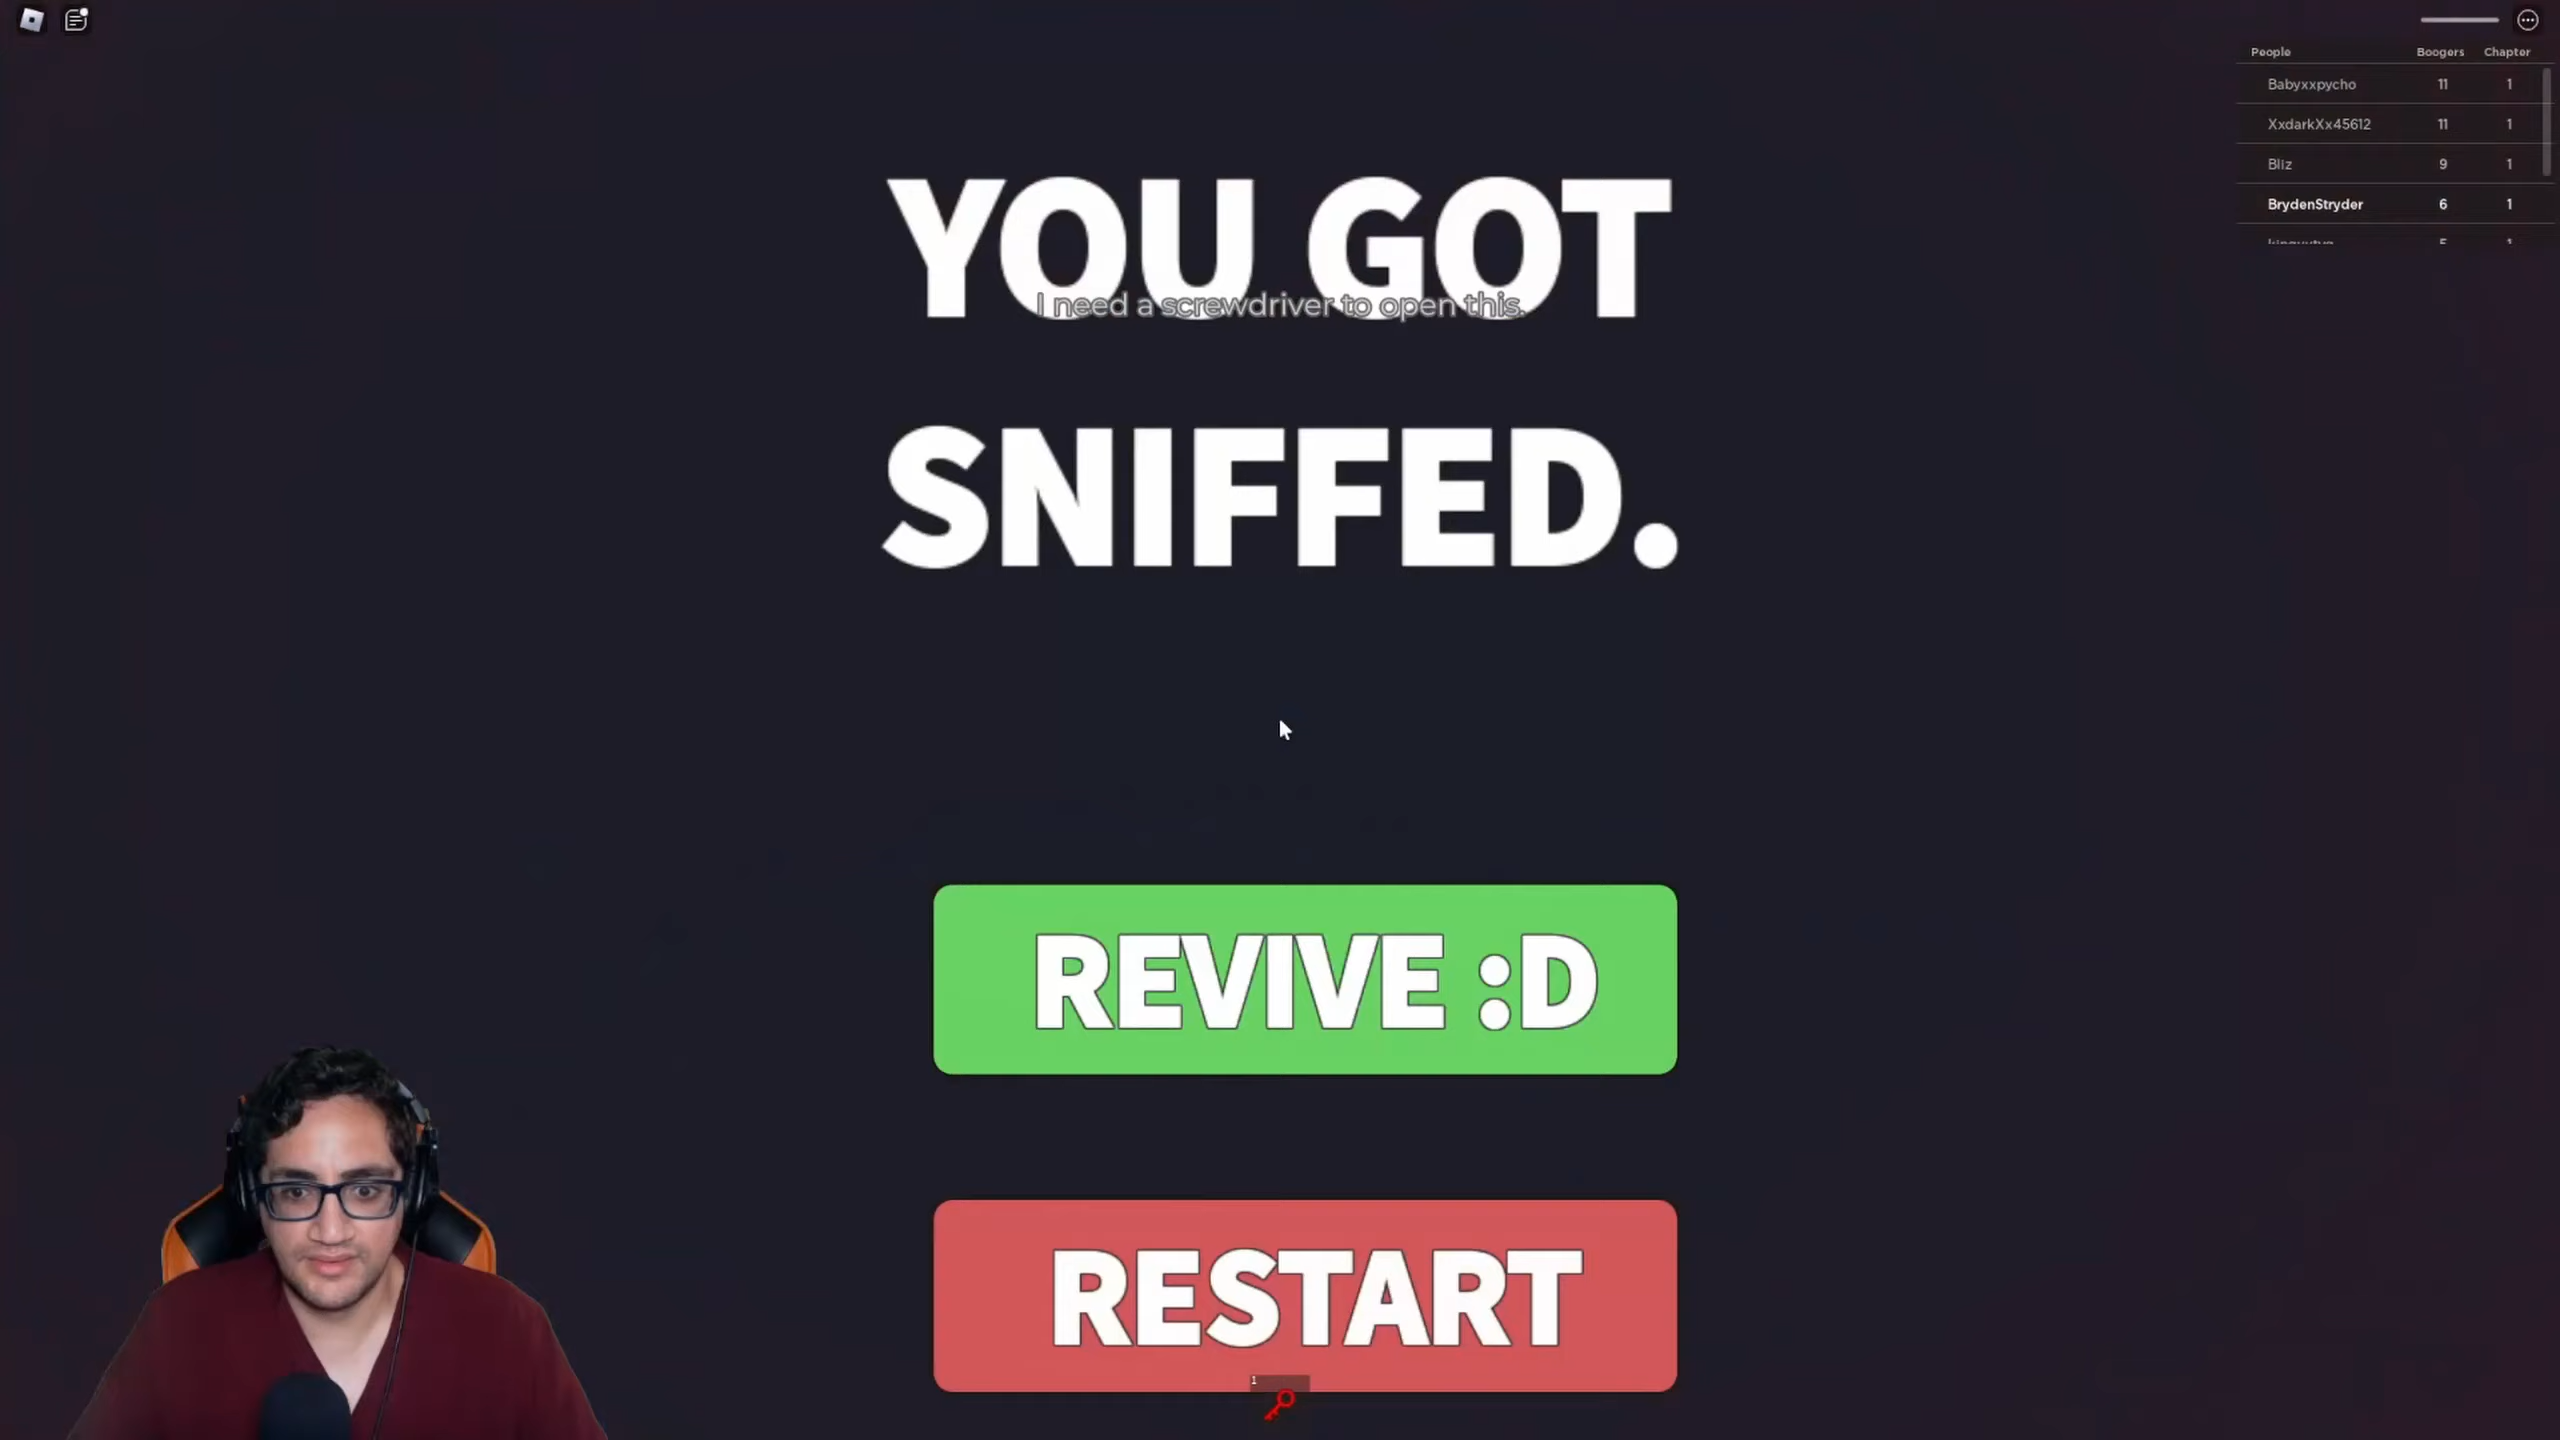 People Boogers Chapter
Babyxxpycho 11 1
XxdarkXx45612 11 1
Bliz 9 1
BrydenStryder 6 1
YOU GOT
I need a screwdriver to open this.
SNIFFED.
REVIVE :D
RESTART
1